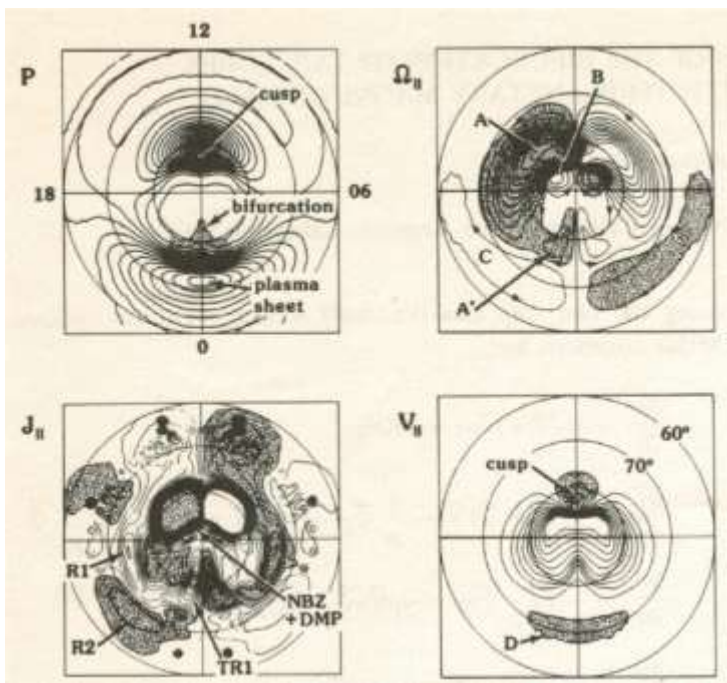 12
P
cusp
18
06
bifurcation
plasma
sheet
0
Ω∥
B
A
C
A'
J∥
R1
R2
NBZ
+DMP
TR1
V∥
60°
70°
cusp
D